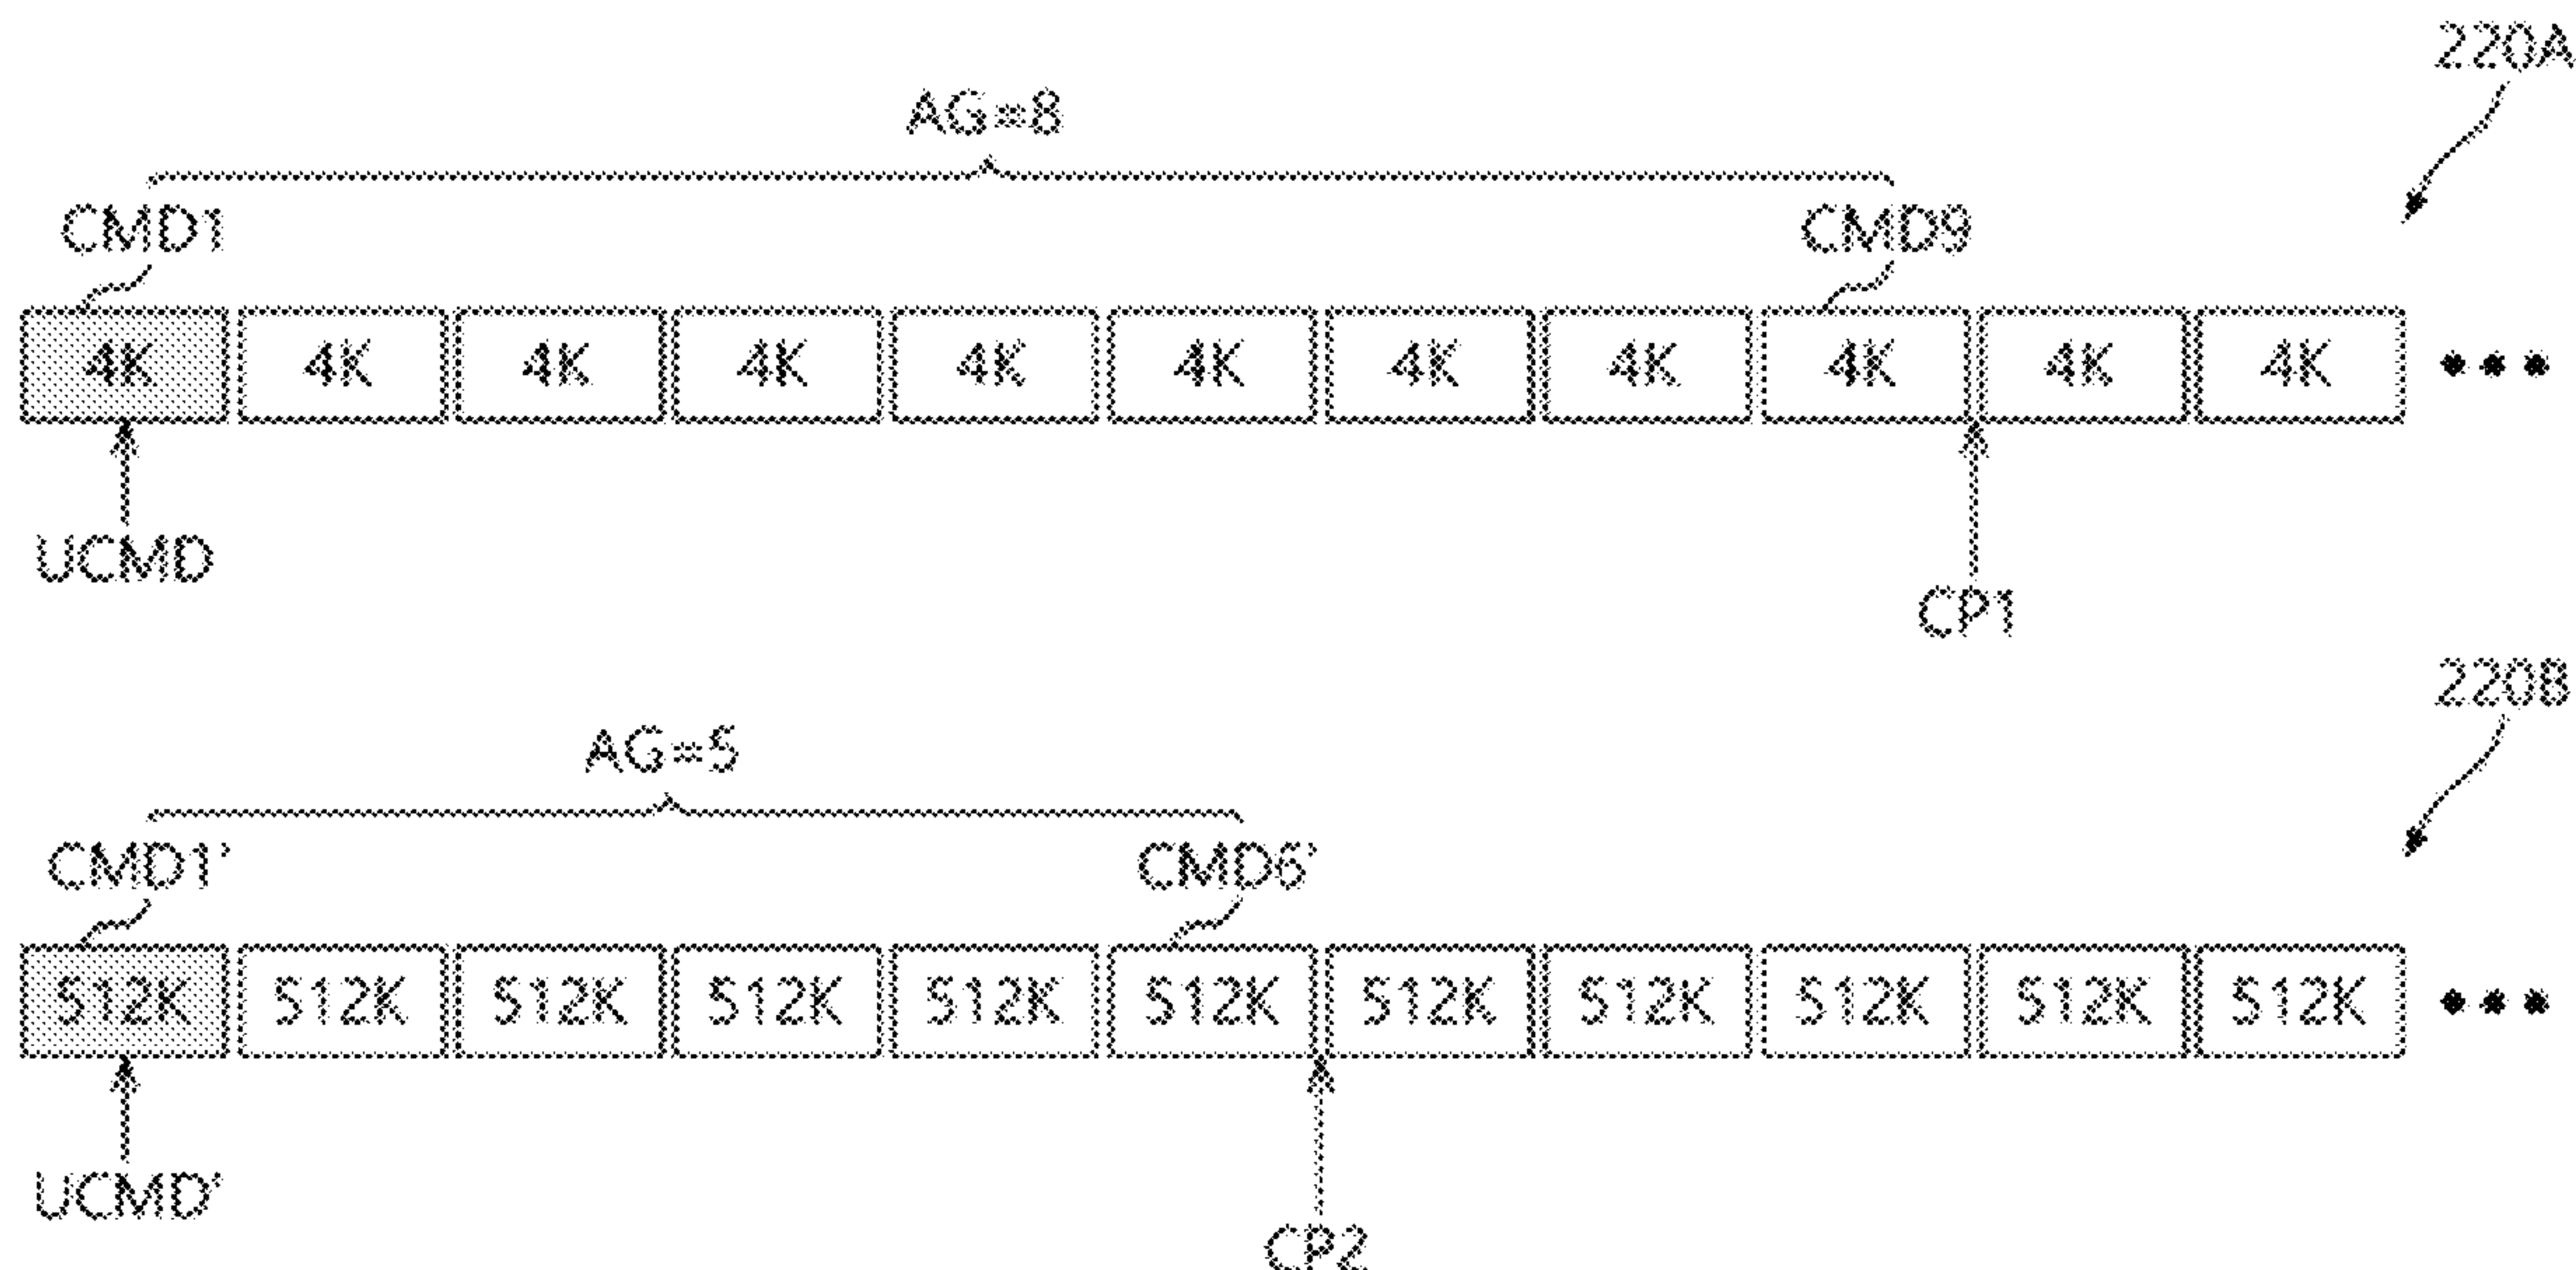 220A
AG=8
CMD1 CMD9
4K 4K 4K 4K 4K 4K 4K 4K 4K 4K 4K
UCMD
CP1
220B
AG=5
CMD1' CMD6'
512K 512K 512K 512K 512K 512K 512K 512K 512K 512K 512K
UCMD'
CP2